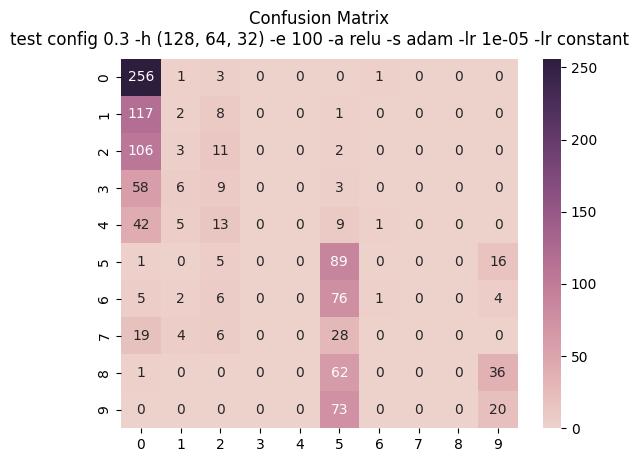 Confusion Matrix
test config 0.3 -h (128, 64, 32) -e 100 -a relu -s adam -lr 1e-05 -lr constant
0 256 1 3 0 0 0 1 0 0 0
1 117 2 8 0 0 1 0 0 0 0
2 106 3 11 0 0 2 0 0 0 0
3 58 6 9 0 0 3 0 0 0 0
4 42 5 13 0 0 9 1 0 0 0
5 1 0 5 0 0 89 0 0 0 16
6 5 2 6 0 0 76 1 0 0 4
7 19 4 6 0 0 28 0 0 0 0
8 1 0 0 0 0 62 0 0 0 36
9 0 0 0 0 0 73 0 0 0 20
0 1 2 3 4 5 6 7 8 9
250
200
150
100
50
0